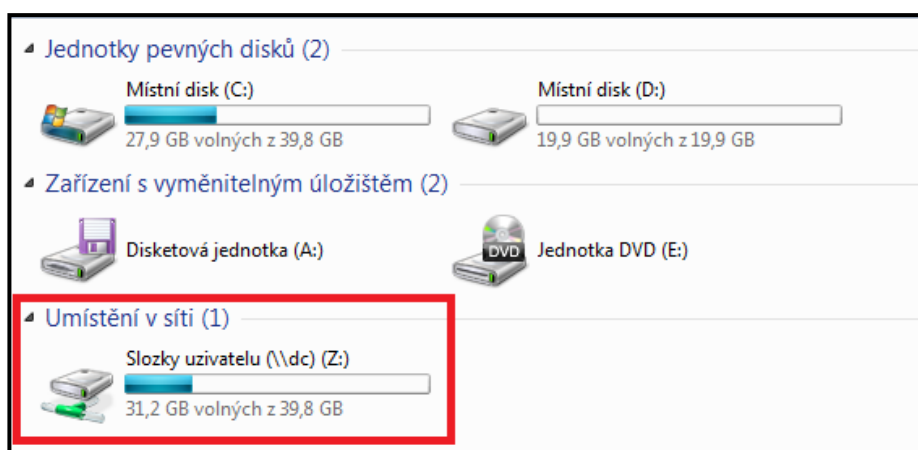 Jednotky pevných disků (2)
Místní disk (C:)
27,9 GB volných z 39,8 GB
Místní disk (D:)
19,9 GB volných z 19,9 GB
Zařízení s vyměnitelným úložištěm (2)
Disketová jednotka (A:)
DVD
Jednotka DVD (E:)
Umístění v síti (1)
Slozky uzivatelu (\\dc) (Z:)
31,2 GB volných z 39,8 GB